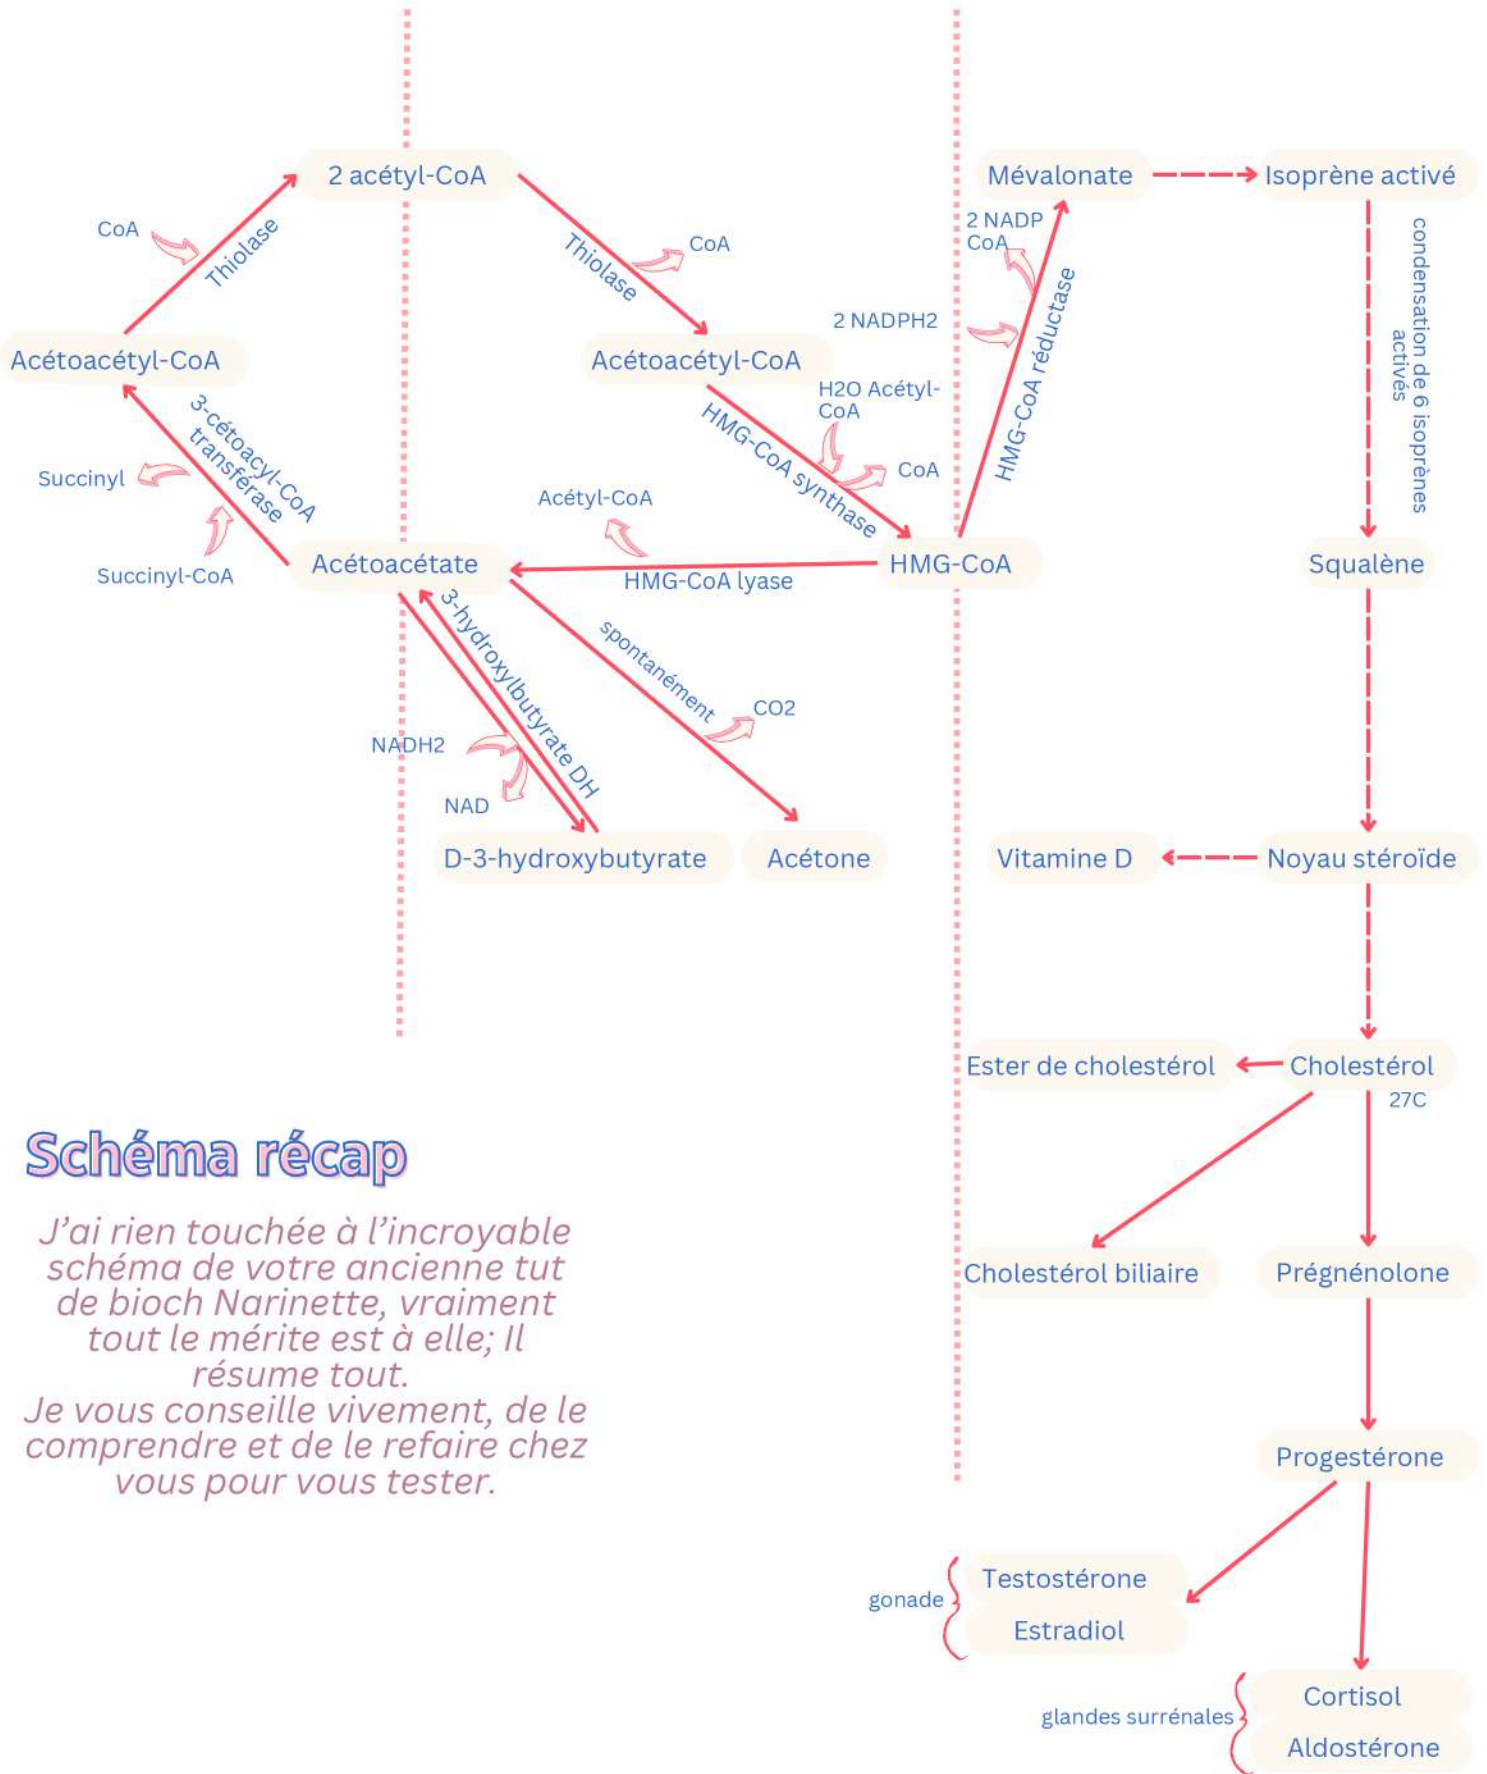 2 acétyl-CoA
CoA
Thiolase
Thiolase
CoA
Acétoacétyl-CoA
Acétoacétyl-CoA
3-cétoacyl-CoA
transférase
Succinyl
Succinyl-CoA
H2O Acétyl-
CoA
HMG-CoA synthase
CoA
Acétyl-CoA
Acétoacétate
HMG-CoA lyase
HMG-CoA
3-hydroxylbutyrate DH
NADH2
NAD
spontanément
CO2
D-3-hydroxybutyrate
Acétone
Mévalonate
Isoprène activé
2 NADP
CoA
2 NADPH2
HMG-CoA réductase
condensation de 6 isoprènes
activés
Squalène
Vitamine D
Noyau stéroïde
Ester de cholestérol
Cholestérol
27C
Cholestérol biliaire
Prégnénolone
Progestérone
gonade
Testostérone
Estradiol
glandes surrénales
Cortisol
Aldostérone
Schéma récap
J’ai rien touchée à l’incroyable
schéma de votre ancienne tut
de bioch Narinette, vraiment
tout le mérite est à elle; Il
résume tout.
Je vous conseille vivement, de le
comprendre et de le refaire chez
vous pour vous tester.